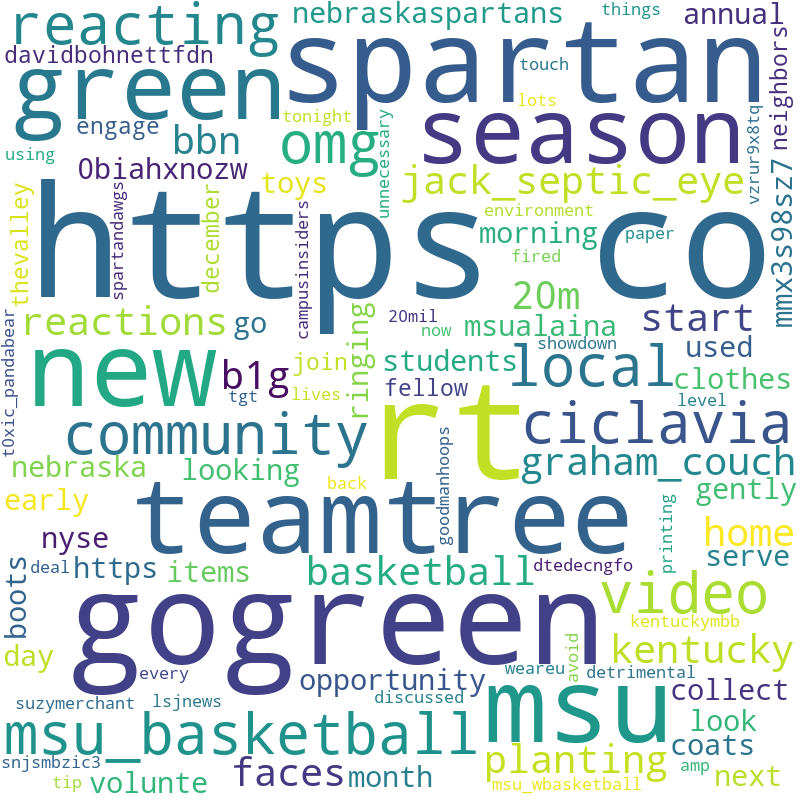 reacting
nebraskaspartans
things
annual
davidbohnettfdn
spartan
touch
neighbors
green
engage
bbn
tonight
lots
omg
season
using
0biahxnozw
toys
unnecessary
jack_septic_eye
vzrur9x8tq
mmx3s98sz7
thevalley
spartandawgs
december
https co
campusinsiders
environment
morning
paper
fired
20m
reactions
go
ringing
20mil
now
msualaina
start
t0xic_pandabear
new
b1g
join
students
showdown
local
used
tgt
lives
fellow
level
clothes
community
rt
ciclavia
nebraska
looking
back
goodmanhoops
graham_couch
early
teamtree
gently
printing
nyse
home
boots
deal
https
items
basketball
dtedecngfo
serve
gogreen
video
kentuckymbb
day
every
opportunity
weareu
avoid
detrimental
kentucky
suzymerchant
lsjnews
discussed
msu
collect
msu_basketball
look
snjsmbzic3
coats
tip
volunte
faces
month
planting
amp
msu_wbasketball
next